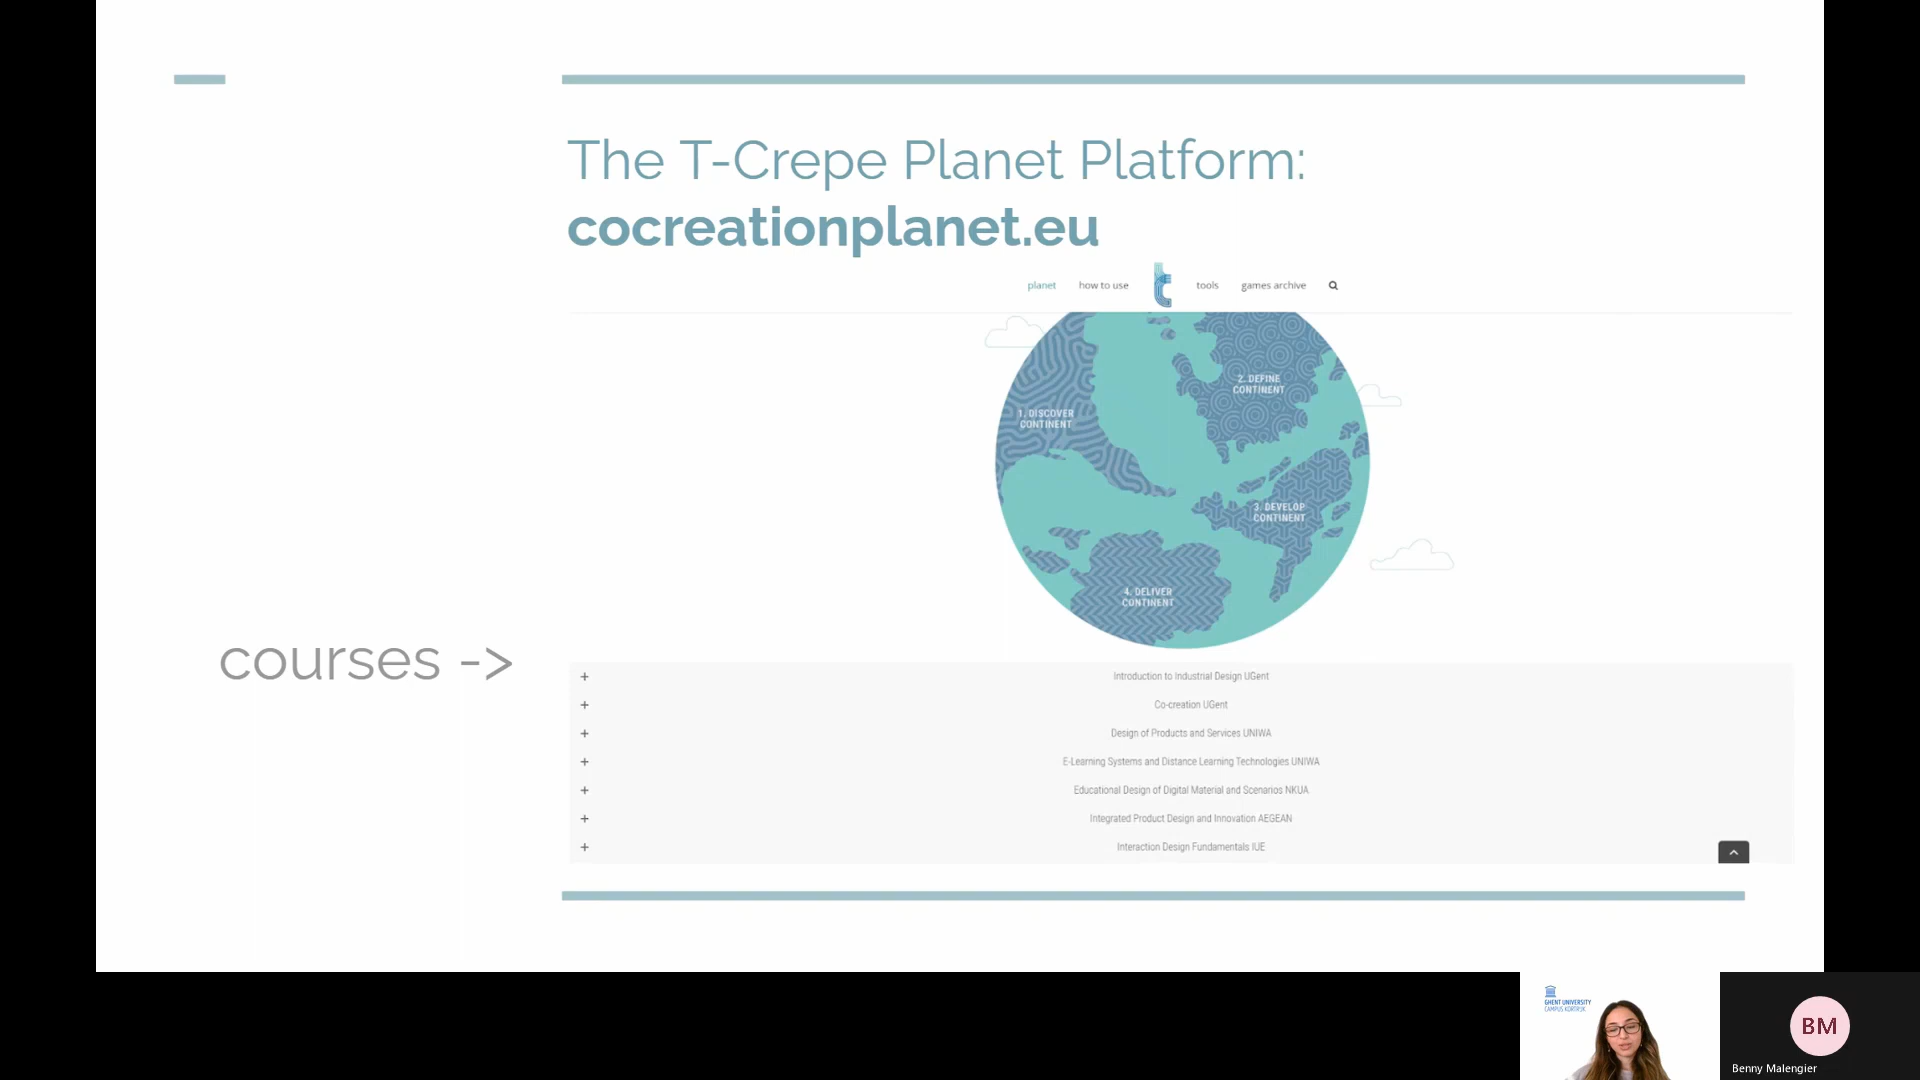 The T-Crepe Planet Platform:
cocreationplanet.eu
planet how to use tools games archive
2. DEFINE
CONTINENT
1. DISCOVER
CONTINENT
3. DEVELOP
CONTINENT
4. DELIVER
CONTINENT
courses ->
+ Introduction to Industrial Design UGent
+ Co-creation UGent
+ Design of Products and Services UNIWA
+ E-Learning Systems and Distance Learning Technologies UNIWA
+ Educational Design of Digital Material and Scenarios NKUA
+ Integrated Product Design and Innovation AEGEAN
+ Interaction Design Fundamentals IUE
GHENT UNIVERSITY
CAMPUS KORTRIJK
BM
Benny Malengier